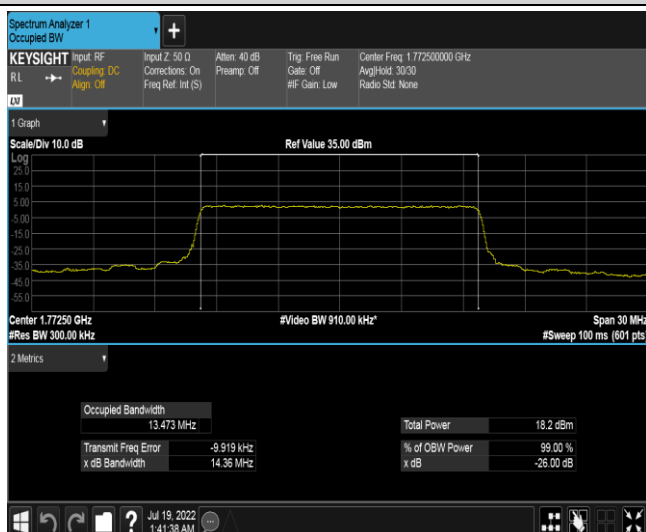 Spectrum Analyzer 1
Occupied BW
+
KEYSIGHT
RL
LXI
Input: RF
Coupling: DC
Align: Off
Input Z: 50 Ω
Corrections: On
Freq Ref: Int (S)
Atten: 40 dB
Preamp: Off
Trig: Free Run
Gate: Off
#IF Gain: Low
Center Freq: 1.772500000 GHz
Avg|Hold: 30/30
Radio Std: None
1 Graph
Scale/Div 10.0 dB
Ref Value 35.00 dBm
Log
25.0
15.0
5.00
-5.00
-15.0
-25.0
-35.0
-45.0
-55.0
Center 1.77250 GHz
#Video BW 910.00 kHz*
Span 30 MHz
#Res BW 300.00 kHz
#Sweep 100 ms (601 pts)
2 Metrics
Occupied Bandwidth
13.473 MHz
Total Power 18.2 dBm
Transmit Freq Error -9.919 kHz
% of OBW Power 99.00 %
x dB Bandwidth 14.36 MHz
x dB -26.00 dB
?
Jul 19, 2022
1:41:38 AM